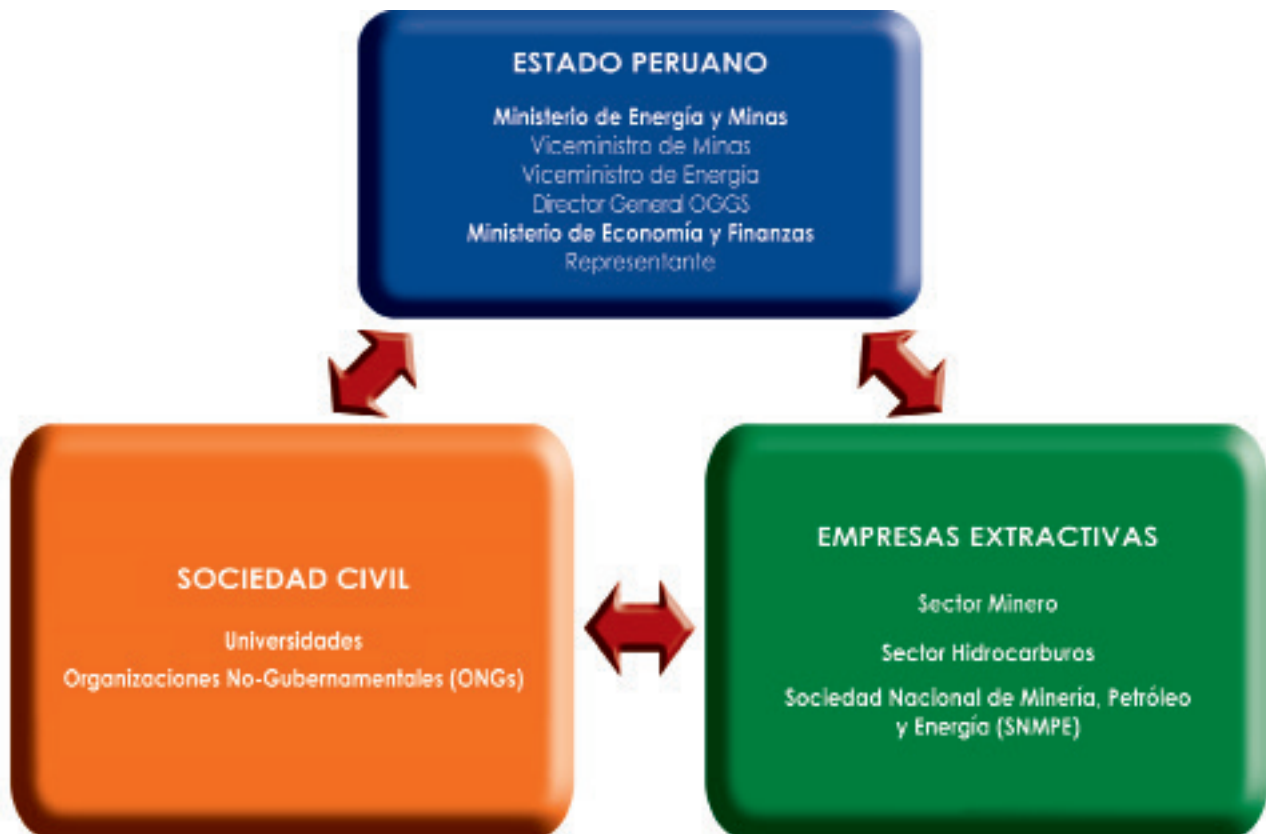 ESTADO PERUANO
Ministerio de Energía y Minas
Viceministro de Minas
Viceministro de Energía
Director General OGGS
Ministerio de Economía y Finanzas
Representante
SOCIEDAD CIVIL
Universidades
Organizaciones No-Gubernamentales (ONGs)
EMPRESAS EXTRACTIVAS
Sector Minero
Sector Hidrocarburos
Sociedad Nacional de Minería, Petróleo
y Energía (SNMPE)